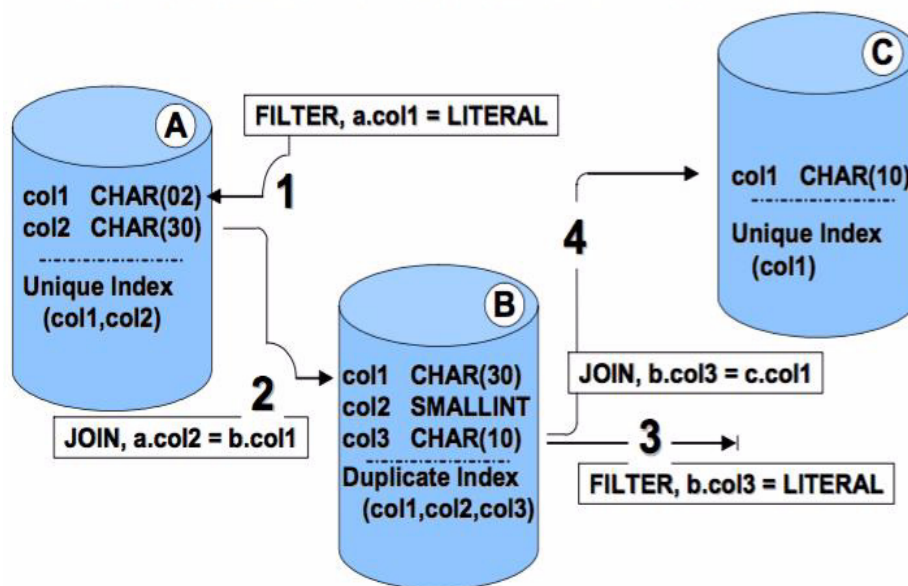 C
A
FILTER, a.col1 = LITERAL
1
col1 CHAR(02)
col2 CHAR(30)
Unique Index
(col1,col2)
col1 CHAR(10)
Unique Index
(col1)
4
B
2
JOIN, a.col2 = b.col1
col1 CHAR(30)
col2 SMALLINT
col3 CHAR(10)
Duplicate Index
(col1,col2,col3)
JOIN, b.col3 = c.col1
3
FILTER, b.col3 = LITERAL